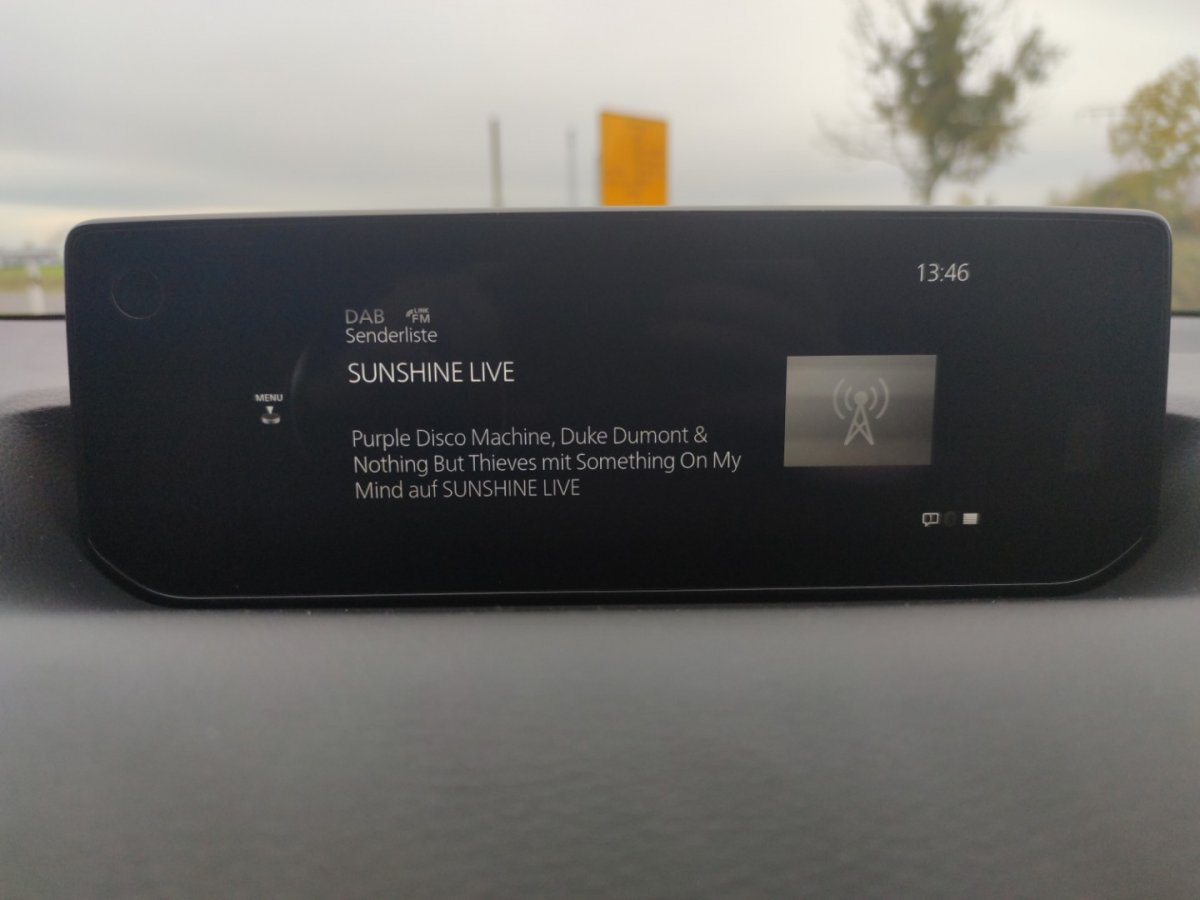 13:46
DAB LINK FM
Senderliste
SUNSHINE LIVE
MENU
Purple Disco Machine, Duke Dumont &
Nothing But Thieves mit Something On My
Mind auf SUNSHINE LIVE